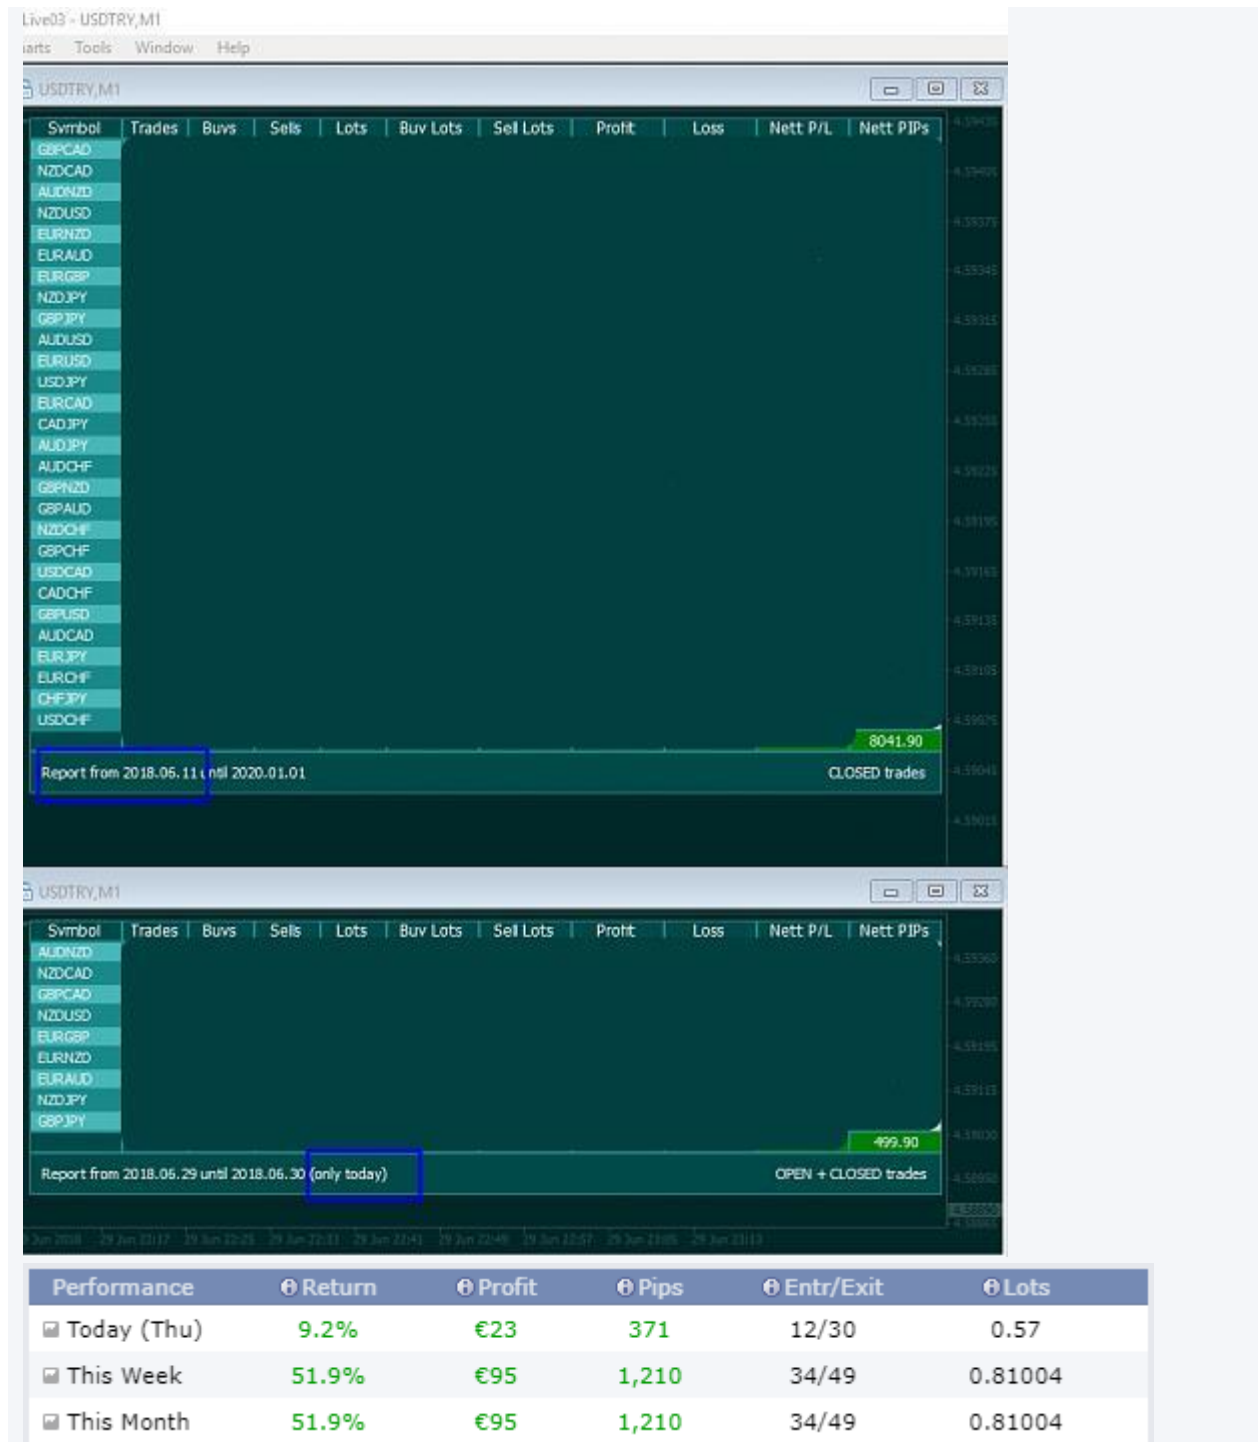 Live03 - USDTRY,M1
arts Tools Window Help
USDTRY,M1
Symbol Trades Buys Sells Lots Buy Lots Sell Lots Profit Loss Nett P/L Nett PIPs
GBPCAD
NZDCAD
AUDNZD
NZDUSD
EURNZD
EURAUD
EURGBP
NZDJPY
GBPJPY
AUDUSD
EURUSD
USDJPY
EURCAD
CADJPY
AUDJPY
AUDCHF
GBPNZD
GBPAUD
NZDCHF
GBPCHF
USDCAD
CADCHF
GBPUSD
AUDCAD
EURJPY
EURCHF
CHFJPY
USDCHF
8041.90
Report from 2018.06.11 until 2020.01.01 CLOSED trades
USDTRY,M1
Symbol Trades Buys Sells Lots Buy Lots Sell Lots Profit Loss Nett P/L Nett PIPs
AUDNZD
NZDCAD
GBPCAD
NZDUSD
EURGBP
EURNZD
EURAUD
NZDJPY
GBPJPY
499.90
Report from 2018.06.29 until 2018.06.30 (only today) OPEN + CLOSED trades
Performance Return Profit Pips Entr/Exit Lots
Today (Thu) 9.2% €23 371 12/30 0.57
This Week 51.9% €95 1,210 34/49 0.81004
This Month 51.9% €95 1,210 34/49 0.81004